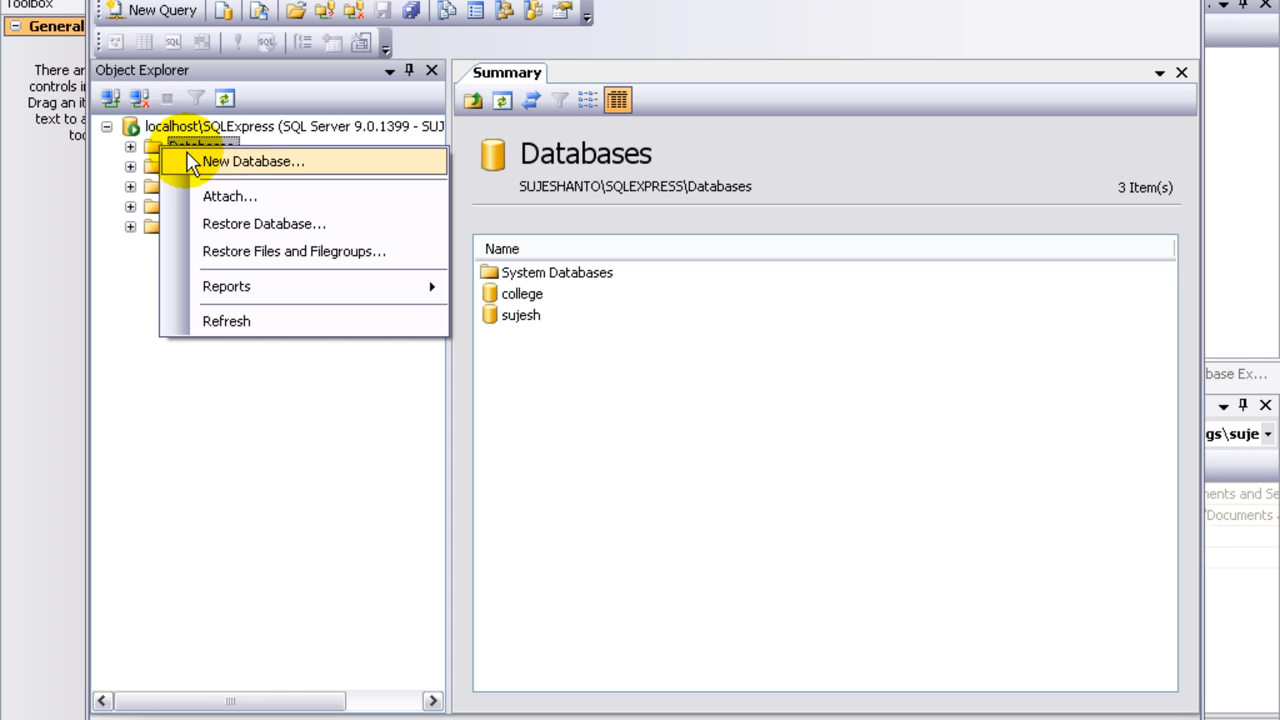 Toolbox
General
There ar
controls i
Drag an it
text to a
too
New Query
Object Explorer
localhost\SQLExpress (SQL Server 9.0.1399 - SUJ
Databases
New Database...
Attach...
Restore Database...
Restore Files and Filegroups...
Reports
Refresh
Summary
Databases
SUJESHANTO\SQLEXPRESS\Databases
3 Item(s)
Name
System Databases
college
sujesh
base Ex...
gs\suje
ments and Se
'Documents